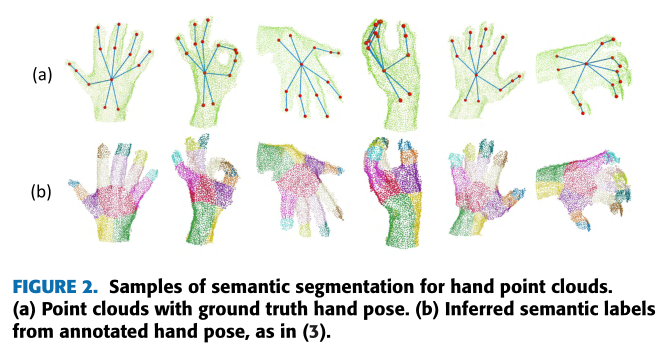 (a)
(b)
FIGURE 2. Samples of semantic segmentation for hand point clouds.
(a) Point clouds with ground truth hand pose. (b) Inferred semantic labels
from annotated hand pose, as in (3).